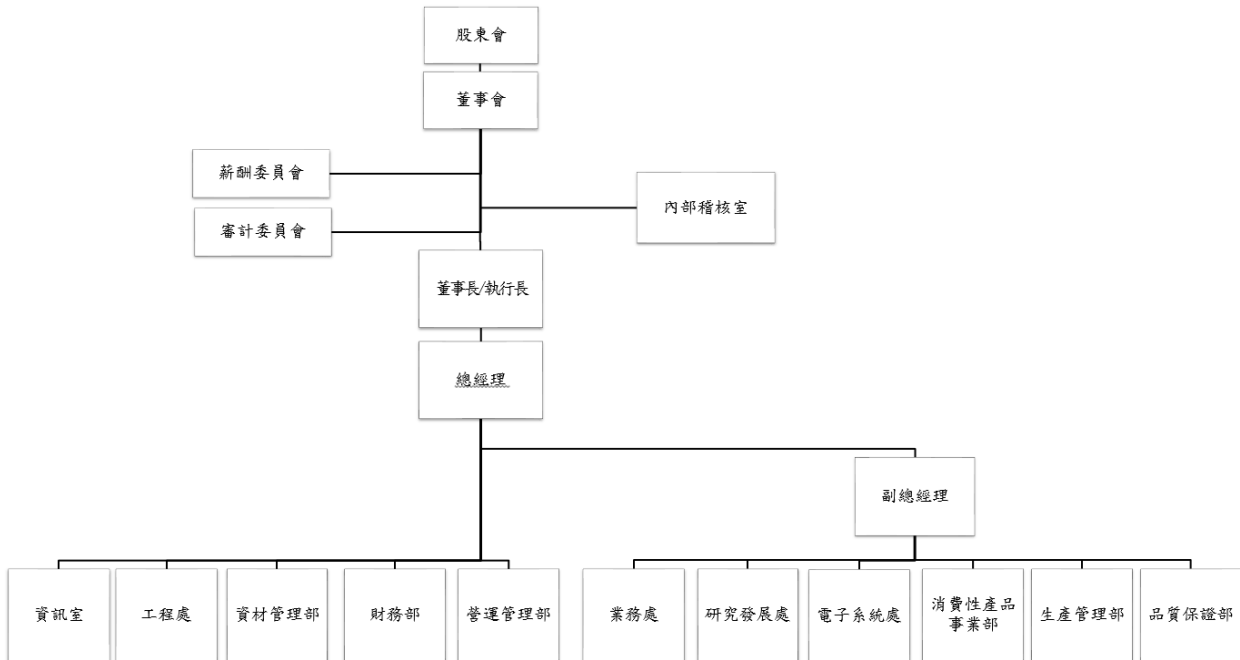 股東會
董事會
薪酬委員會
內部稽核室
審計委員會
董事長/執行長
總經理
副總經理
資訊室
工程處
資材管理部
財務部
營運管理部
業務處
研究發展處
電子系統處
消費性產品
事業部
生產管理部
品質保證部